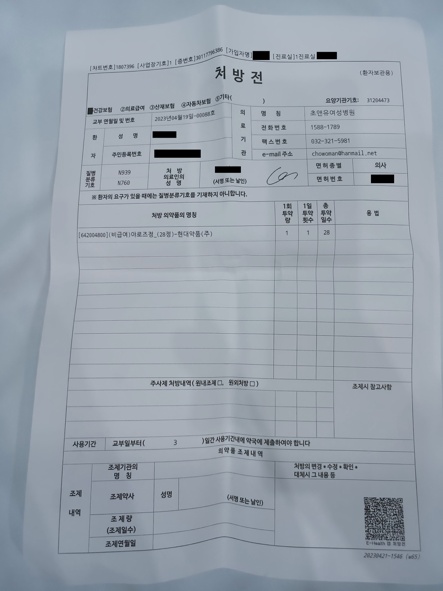 [차트번호]1807396 [사업장기호]1 [증번호]30117786386 [가입자명] [진료실]1진료실
처 방 전
(환자보관용)
건강보험 ②의료급여 ③산재보험 ④자동차보험 ⑤기타( )
요양기관기호: 31204473
교부 연월일 및 번호 2023년04월19일-00088호
환 자
성 명
주민등록번호
의 료 기 관
명 칭 초연유여성병원
전화번호 1588-1789
팩스번호 032-321-5981
e-mail 주소 chowoman@hanmail.net
질병 분류 기호
N939
N760
처 방 의료인의 성 명
(서명 또는 날인)
면허종별 의사
면허번호
※ 환자의 요구가 있을 때에는 질병분류기호를 기재하지 아니합니다.
처방 의약품의 명칭
1회 투약량
1일 투약 횟수
총 투약 일수
용 법
[642004800](비급여)야로즈정_(28정)-현대약품(주) 1 1 28
주사제 처방내역( 원내조제 □, 원외처방 □ )
조제시 참고사항
사용기간 교부일부터( 3 )일간 사용기간내에 약국에 제출하여야 합니다
의 약 품 조 제 내 역
조제 내역
조제기관의 명 칭
처방의 변경*수정*확인*
대체시 그 내용 등
조제약사 성명 (서명 또는 날인)
조 제 량
(조제일수)
조제연월일